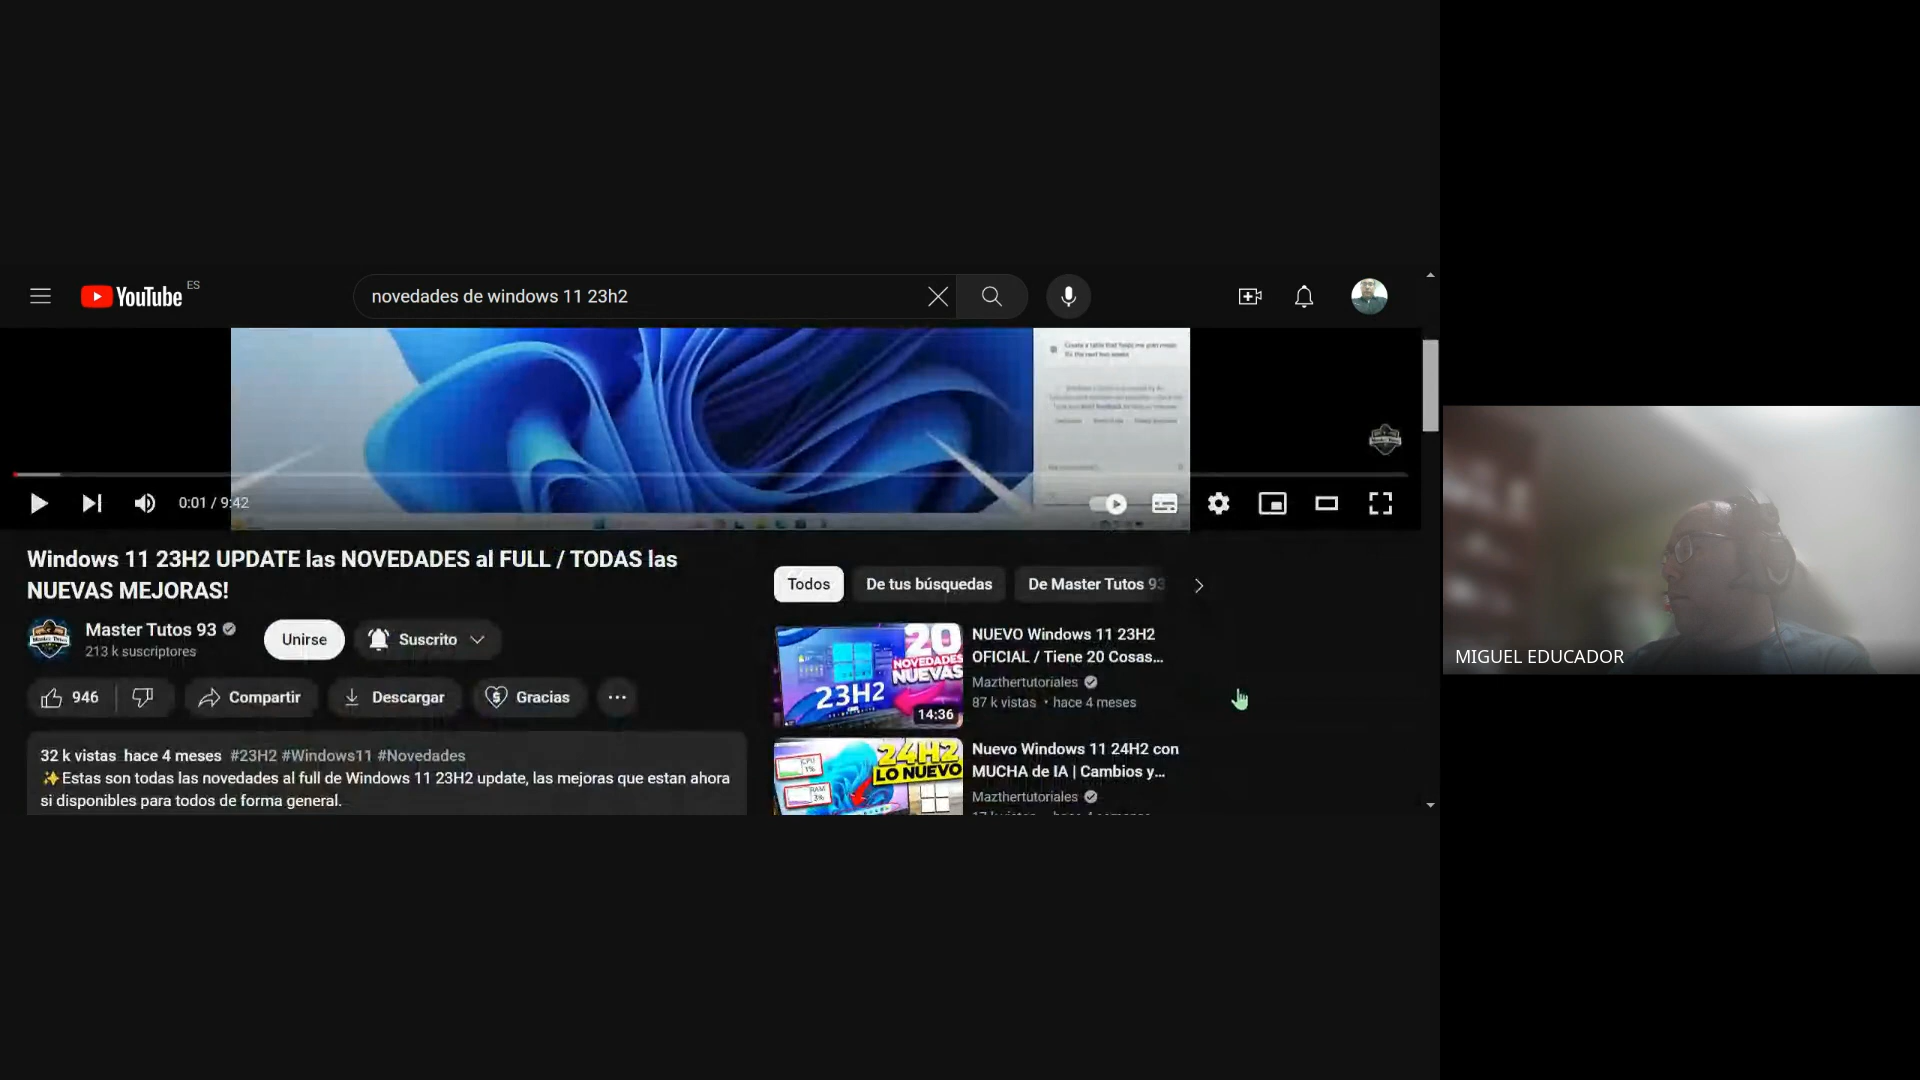 YouTube ES
novedades de windows 11 23h2
0:01 / 9:42
Windows 11 23H2 UPDATE las NOVEDADES al FULL / TODAS las
NUEVAS MEJORAS!
Master Tutos 93
213 k suscriptores
Unirse
Suscrito
946
Compartir
Descargar
Gracias
32 k vistas hace 4 meses #23H2 #Windows11 #Novedades
✨Estas son todas las novedades al full de Windows 11 23H2 update, las mejoras que estan ahora
si disponibles para todos de forma general.
Todos
De tus búsquedas
De Master Tutos 93
20
NOVEDADES
NUEVAS
23H2
14:36
NUEVO Windows 11 23H2
OFICIAL / Tiene 20 Cosas...
Mazthertutoriales
87 k vistas • hace 4 meses
CPU
1%
RAM
3%
24H2
LO NUEVO
Nuevo Windows 11 24H2 con
MUCHA de IA | Cambios y...
Mazthertutoriales
MIGUEL EDUCADOR